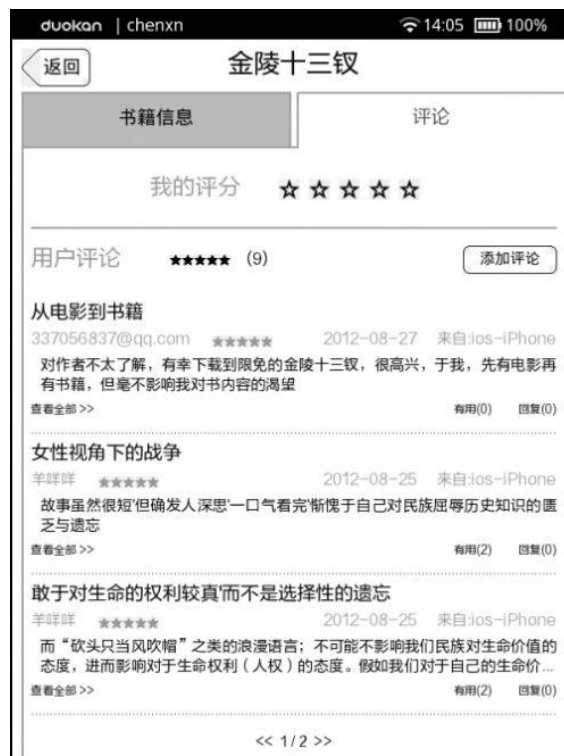 duokan | chenxn 14:05 100%
返回 金陵十三钗
书籍信息 评论
我的评分 ☆ ☆ ☆ ☆ ☆
用户评论 ★★★★★ (9) 添加评论
从电影到书籍
337056837@qq.com ★★★★★ 2012-08-27 来自:ios-iPhone
对作者不太了解，有幸下载到限免的金陵十三钗，很高兴，于我，先有电影再
有书籍，但毫不影响我对书内容的渴望
查看全部>> 有用(0) 回复(0)
女性视角下的战争
羊咩咩 ★★★★★ 2012-08-25 来自:ios-iPhone
故事虽然很短'但确发人深思'一口气看完'惭愧于自己对民族屈辱历史知识的匮
乏与遗忘
查看全部>> 有用(2) 回复(0)
敢于对生命的权利较真'而不是选择性的遗忘
羊咩咩 ★★★★★ 2012-08-25 来自:ios-iPhone
而“砍头只当风吹帽”之类的浪漫语言；不可能不影响我们民族对生命价值的
态度，进而影响对于生命权利（人权）的态度。假如我们对于自己的生命价...
查看全部>> 有用(2) 回复(0)
<< 1/2 >>